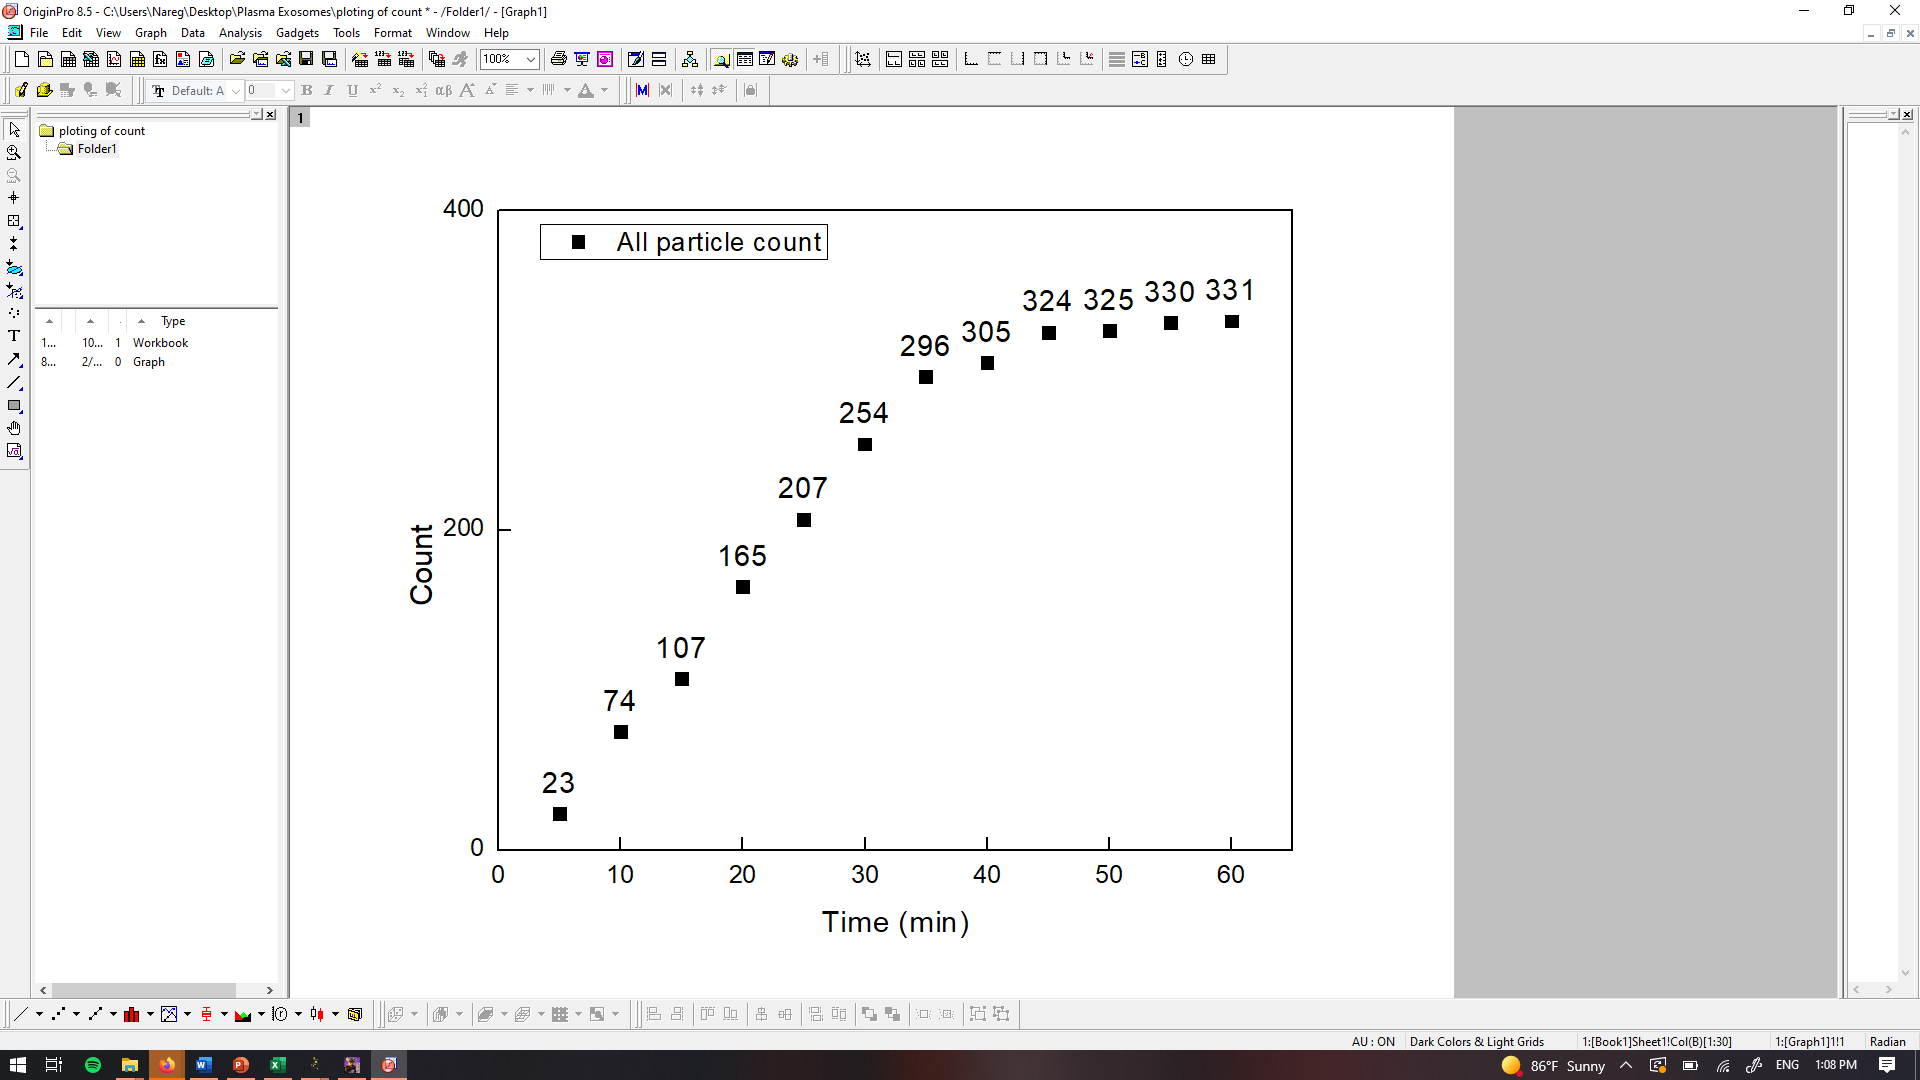 OriginPro 8.5 - C:\Users\Nareg\Desktop\Plasma Exosomes\ploting of count * - /Folder1/ - [Graph1]
File Edit View Graph Data Analysis Gadgets Tools Format Window Help
100%
Default: A 0 B I U x² x₂ αβ A A A
ploting of count
Folder1
Type
1... 10... 1 Workbook
8... 2/... 0 Graph
1
400
All particle count
324 325 330 331
296 305
254
207
200
165
107
74
23
0
0 10 20 30 40 50 60
Count
Time (min)
AU : ON Dark Colors & Light Grids 1:[Book1]Sheet1!Col(B)[1:30] 1:[Graph1]1!1 Radian
86°F Sunny ENG 1:08 PM